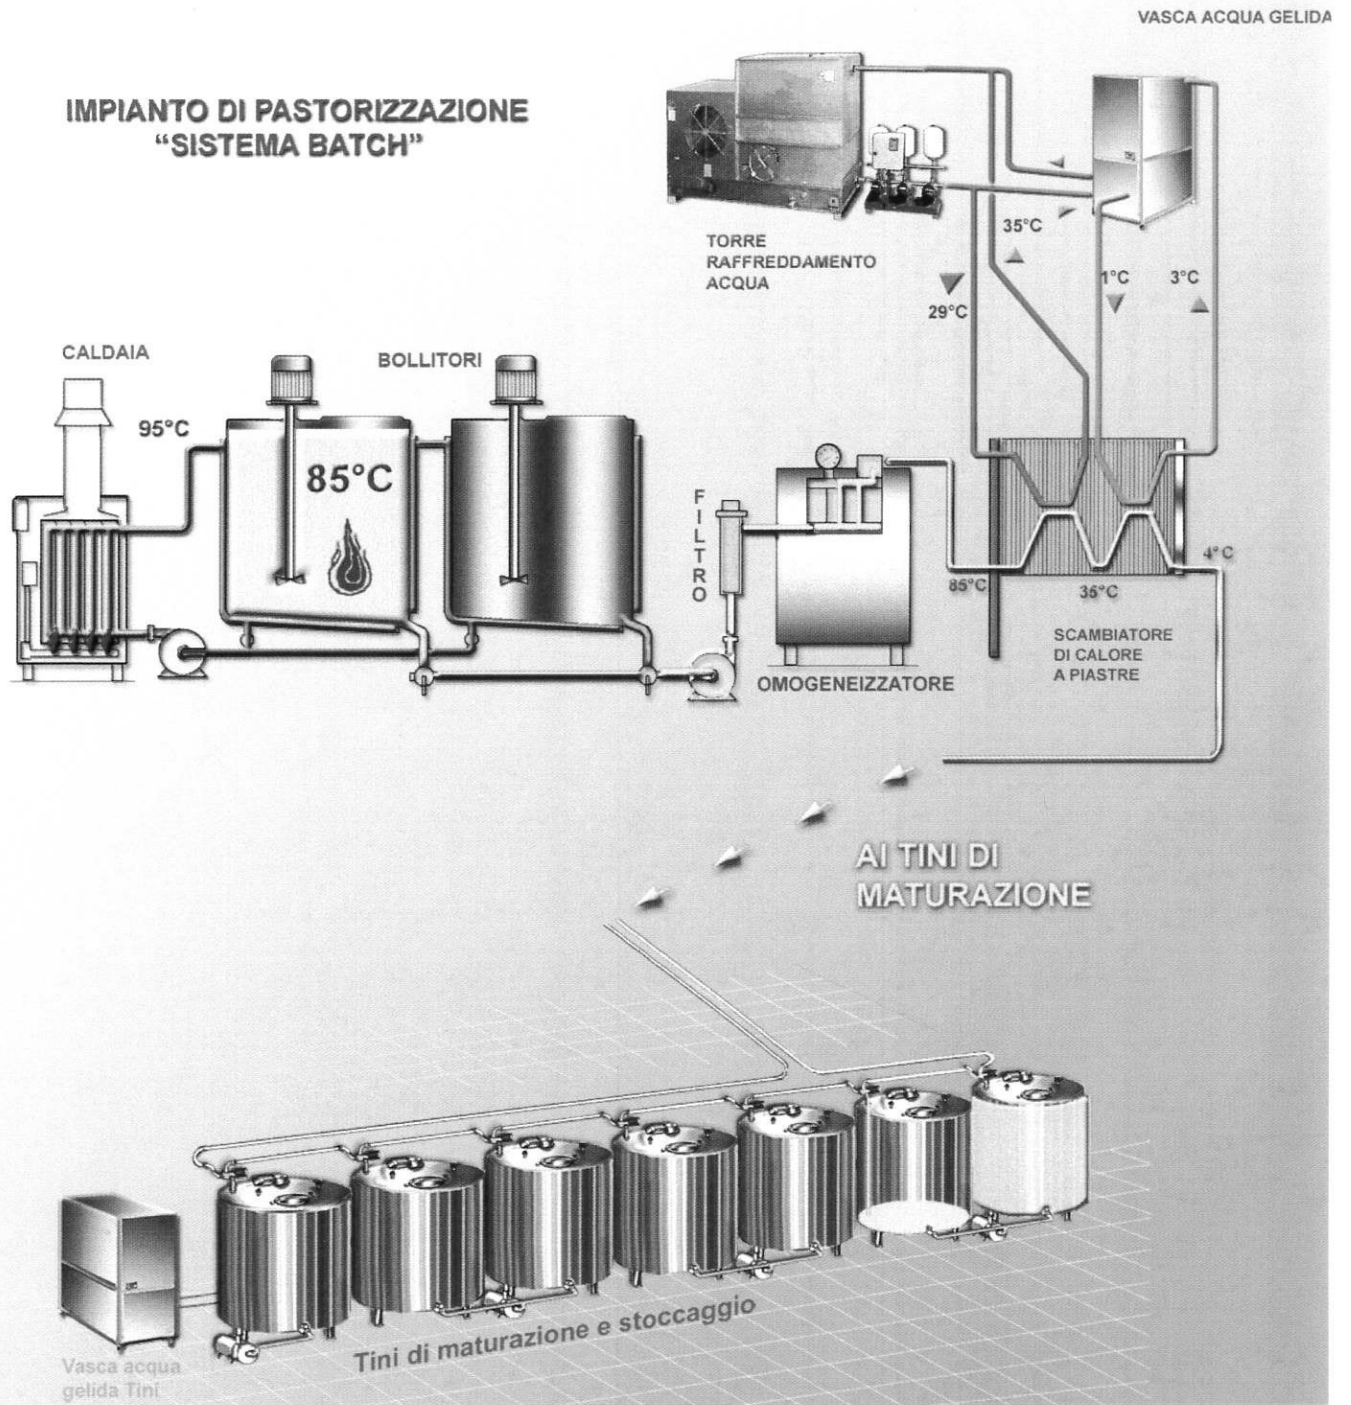 VASCA ACQUA GELIDA
IMPIANTO DI PASTORIZZAZIONE
“SISTEMA BATCH”
TORRE
RAFFREDDAMENTO
ACQUA
35°C
29°C
1°C
3°C
CALDAIA
BOLLITORI
95°C
85°C
FILTRO
OMOGENEIZZATORE
85°C
35°C
4°C
SCAMBIATORE
DI CALORE
A PIASTRE
AI TINI DI
MATURAZIONE
Tini di maturazione e stoccaggio
Vasca acqua
gelida Tini